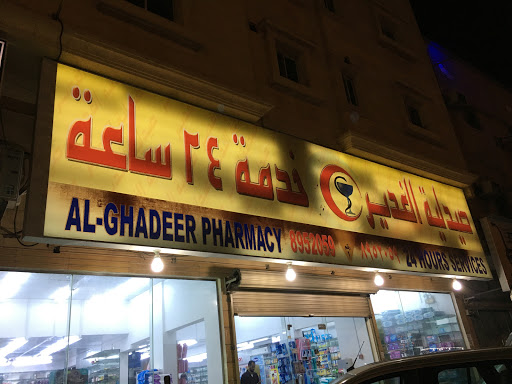 صيدلية الغدير خدمة ٢٤ ساعة
AL-GHADEER PHARMACY 24 HOURS SERVICES